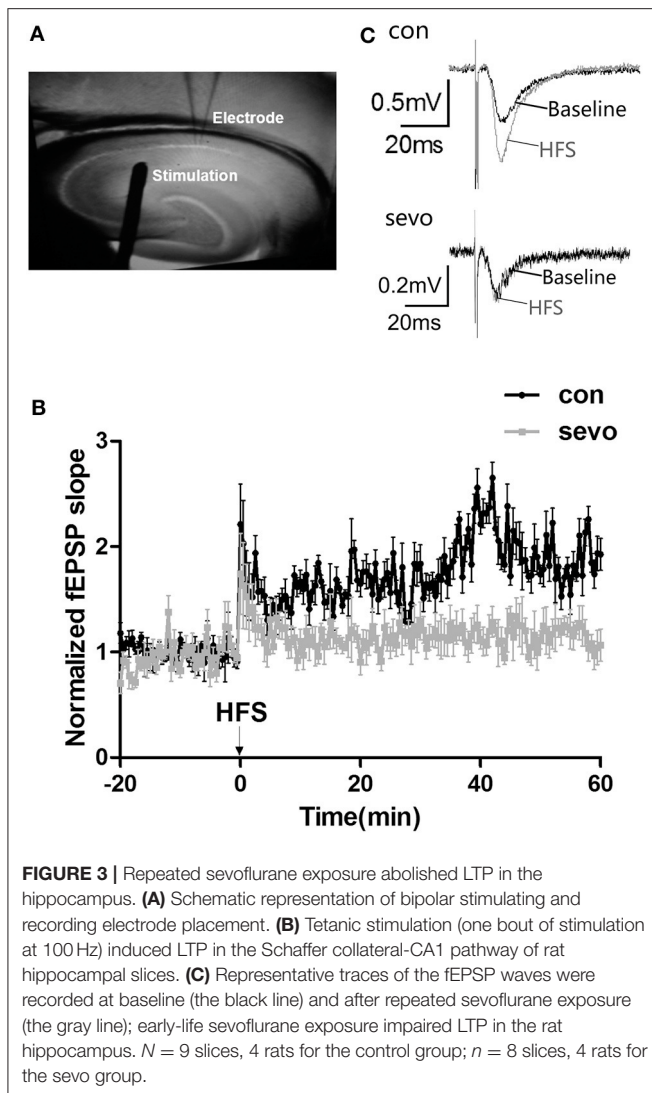 A
Electrode
Stimulation
C
con
0.5mV
20ms
Baseline
HFS
sevo
0.2mV
20ms
Baseline
HFS
B
con
sevo
Normalized fEPSP slope
3
2
1
0
HFS
-20
0
20
40
60
Time(min)
FIGURE 3 | Repeated sevoflurane exposure abolished LTP in the
hippocampus. (A) Schematic representation of bipolar stimulating and
recording electrode placement. (B) Tetanic stimulation (one bout of stimulation
at 100 Hz) induced LTP in the Schaffer collateral-CA1 pathway of rat
hippocampal slices. (C) Representative traces of the fEPSP waves were
recorded at baseline (the black line) and after repeated sevoflurane exposure
(the gray line); early-life sevoflurane exposure impaired LTP in the rat
hippocampus. N = 9 slices, 4 rats for the control group; n = 8 slices, 4 rats for
the sevo group.